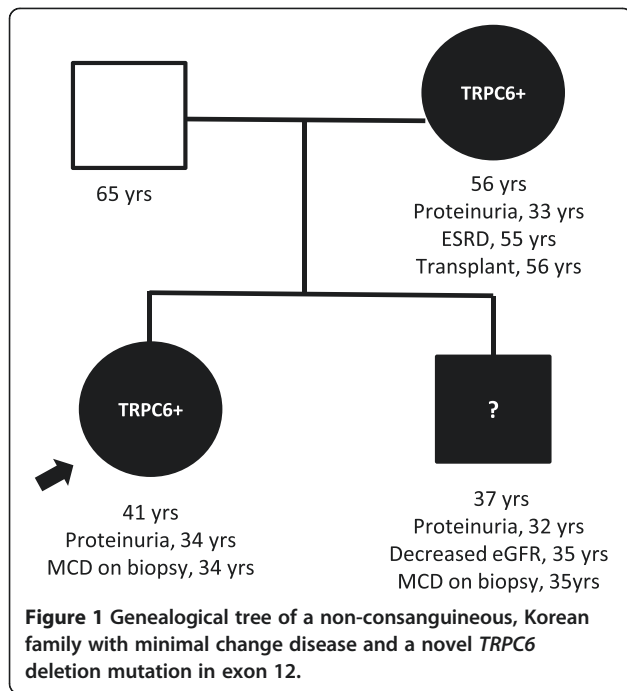 TRPC6+
65 yrs
56 yrs
Proteinuria, 33 yrs
ESRD, 55 yrs
Transplant, 56 yrs
TRPC6+
?
41 yrs
Proteinuria, 34 yrs
MCD on biopsy, 34 yrs
37 yrs
Proteinuria, 32 yrs
Decreased eGFR, 35 yrs
MCD on biopsy, 35yrs
Figure 1 Genealogical tree of a non-consanguineous, Korean
family with minimal change disease and a novel TRPC6
deletion mutation in exon 12.